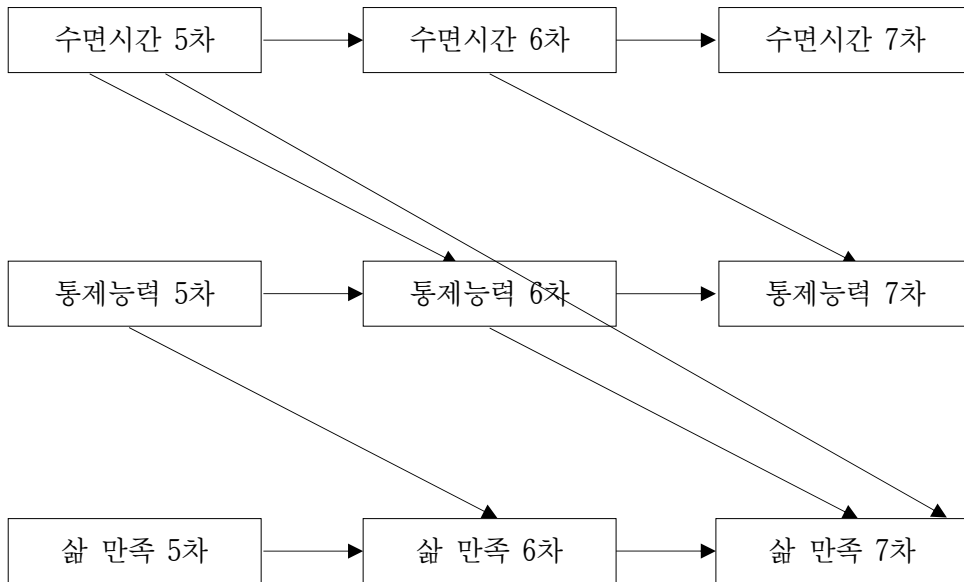 수면시간 5차
수면시간 6차
수면시간 7차
통제능력 5차
통제능력 6차
통제능력 7차
삶 만족 5차
삶 만족 6차
삶 만족 7차